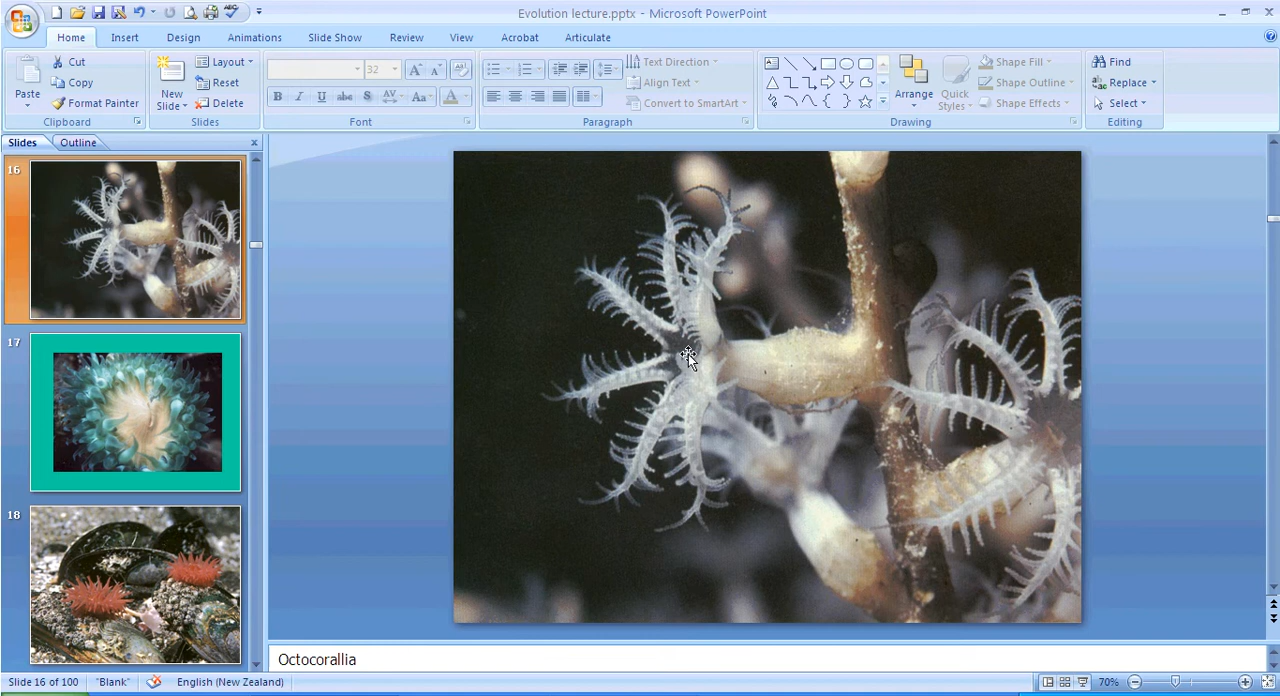 Evolution lecture.pptx - Microsoft PowerPoint
Home Insert Design Animations Slide Show Review View Acrobat Articulate
Paste Cut Copy Format Painter
Clipboard
New Slide Layout Reset Delete
Slides
32
B I U abc S AV Aa A
Font
Text Direction
Align Text
Convert to SmartArt
Paragraph
Arrange Quick Styles Shape Fill Shape Outline Shape Effects
Drawing
Find
Replace
Select
Editing
Slides Outline
16
17
18
Octocorallia
Slide 16 of 100 "Blank" English (New Zealand) 70%